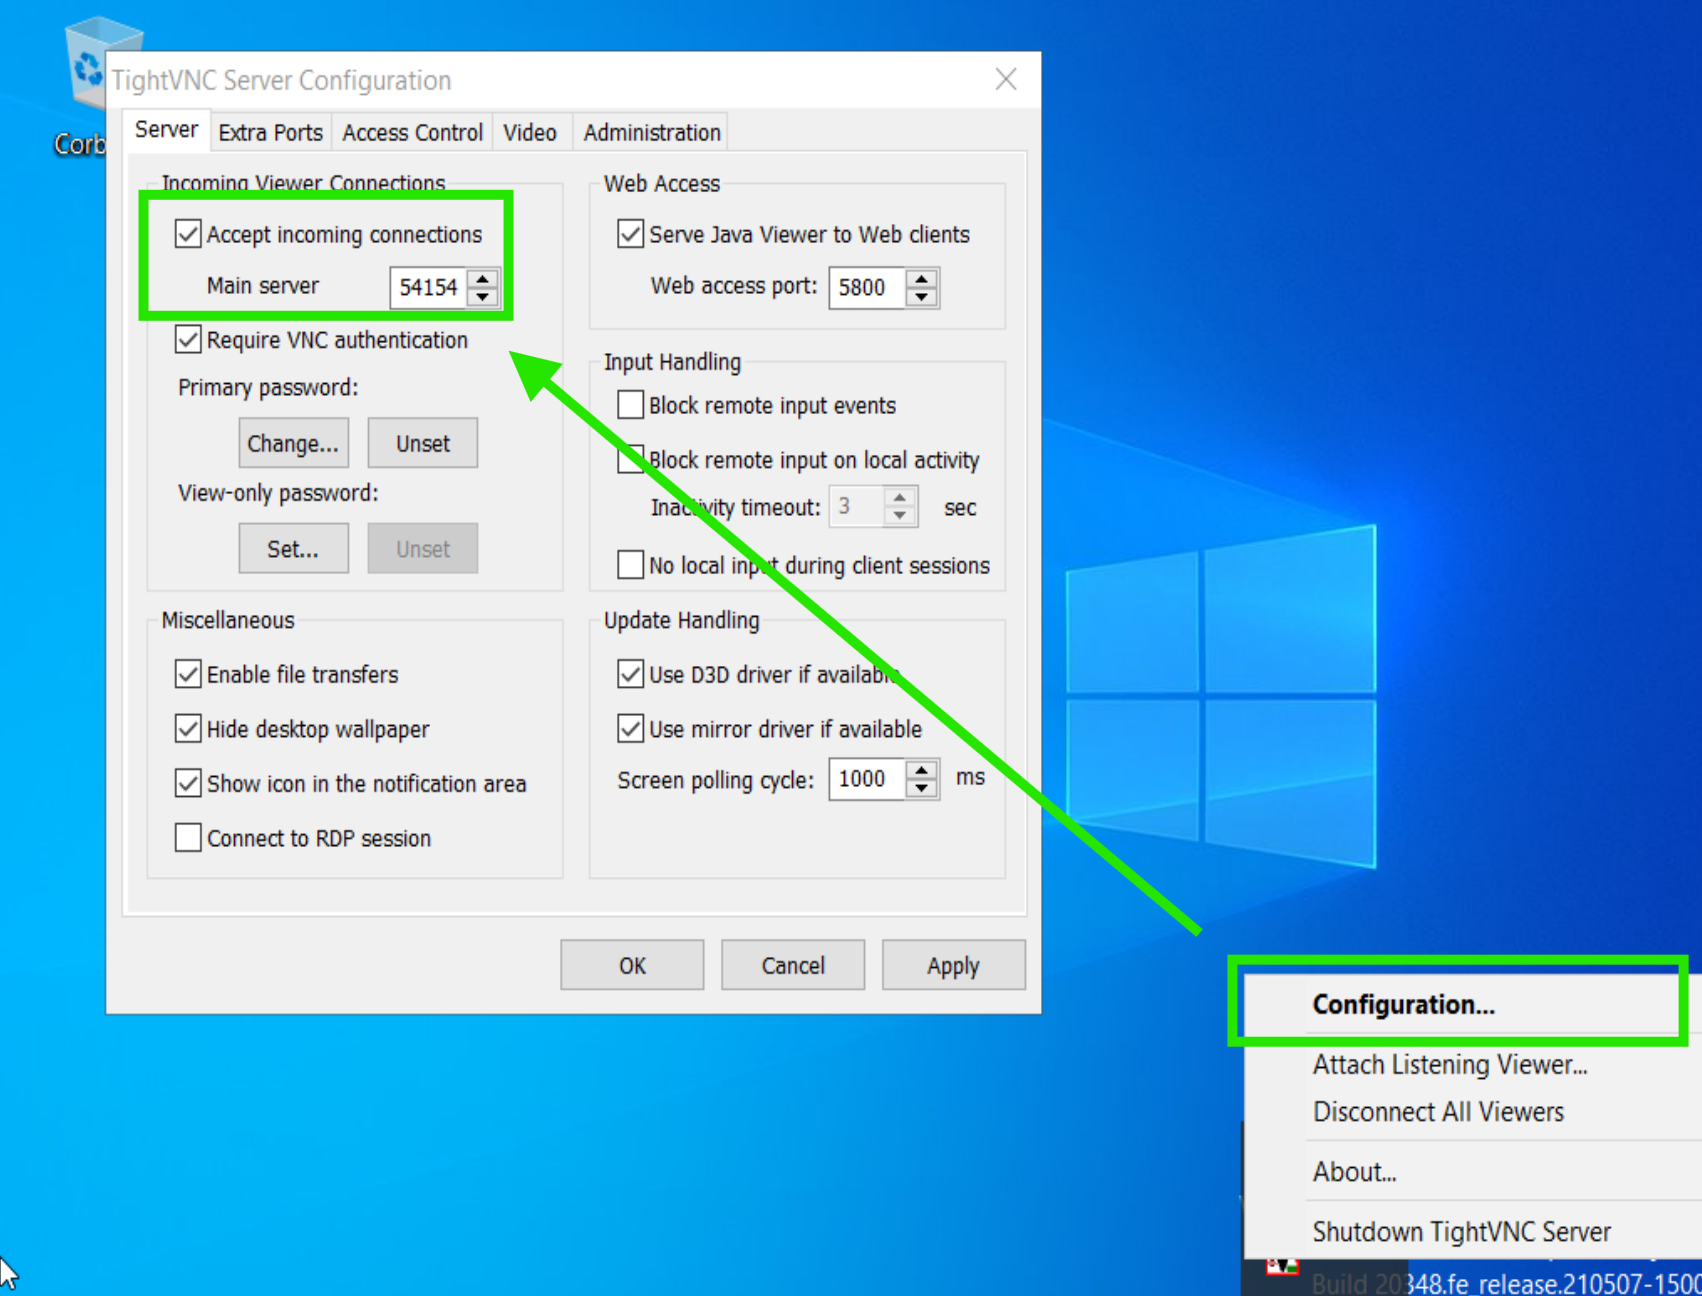 Corb
TightVNC Server Configuration
Server Extra Ports Access Control Video Administration
Incoming Viewer Connections
Accept incoming connections
Main server 54154
Require VNC authentication
Primary password:
Change... Unset
View-only password:
Set... Unset
Web Access
Serve Java Viewer to Web clients
Web access port: 5800
Input Handling
Block remote input events
Block remote input on local activity
Inactivity timeout: 3 sec
No local input during client sessions
Miscellaneous
Enable file transfers
Hide desktop wallpaper
Show icon in the notification area
Connect to RDP session
Update Handling
Use D3D driver if available
Use mirror driver if available
Screen polling cycle: 1000 ms
OK Cancel Apply
Configuration...
Attach Listening Viewer...
Disconnect All Viewers
About...
Shutdown TightVNC Server
Build 20348.fe_release.210507-1500